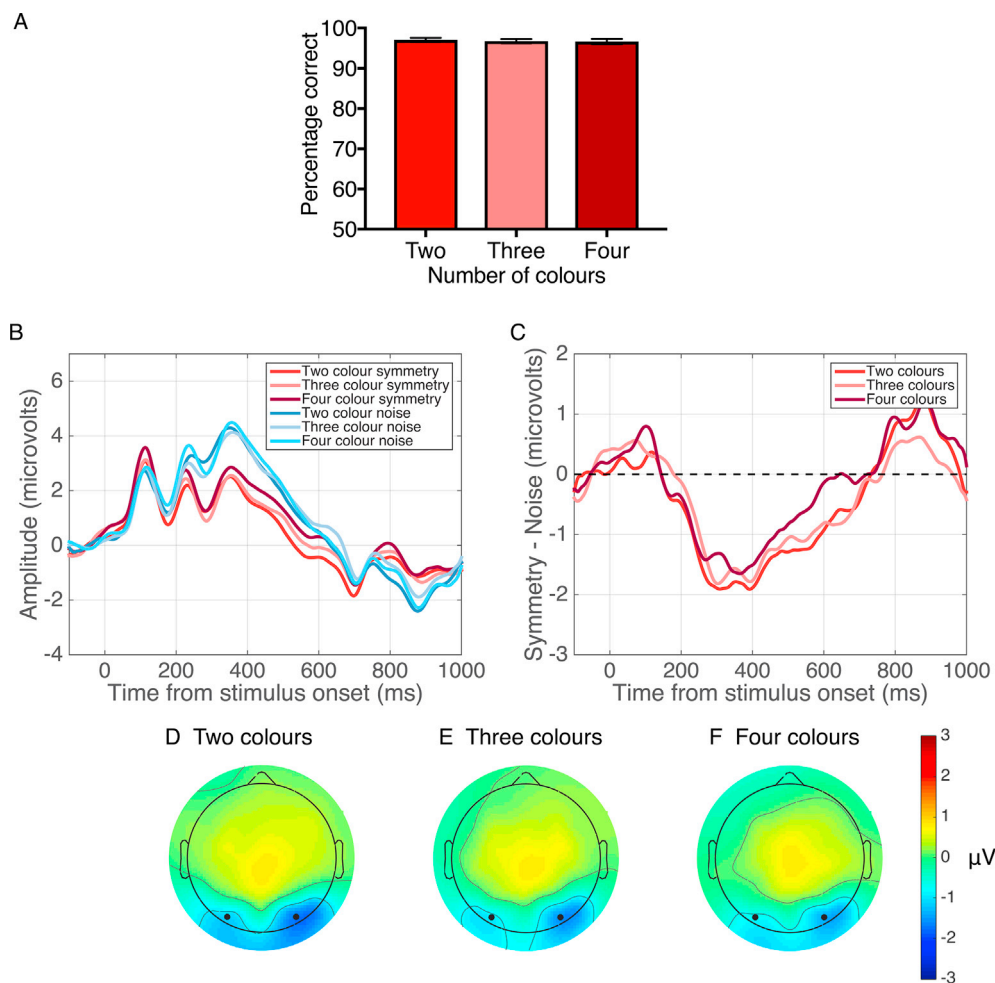 A
100
90
80
70
60
50
Percentage correct
Two Three Four
Number of colours
B
6
4
2
0
-2
-4
Amplitude (microvolts)
Two colour symmetry
Three colour symmetry
Four colour symmetry
Two colour noise
Three colour noise
Four colour noise
0 200 400 600 800 1000
Time from stimulus onset (ms)
C
2
1
0
-1
-2
-3
Symmetry - Noise (microvolts)
Two colours
Three colours
Four colours
0 200 400 600 800 1000
Time from stimulus onset (ms)
D Two colours
E Three colours
F Four colours
3
2
1
0
-1
-2
-3
μV